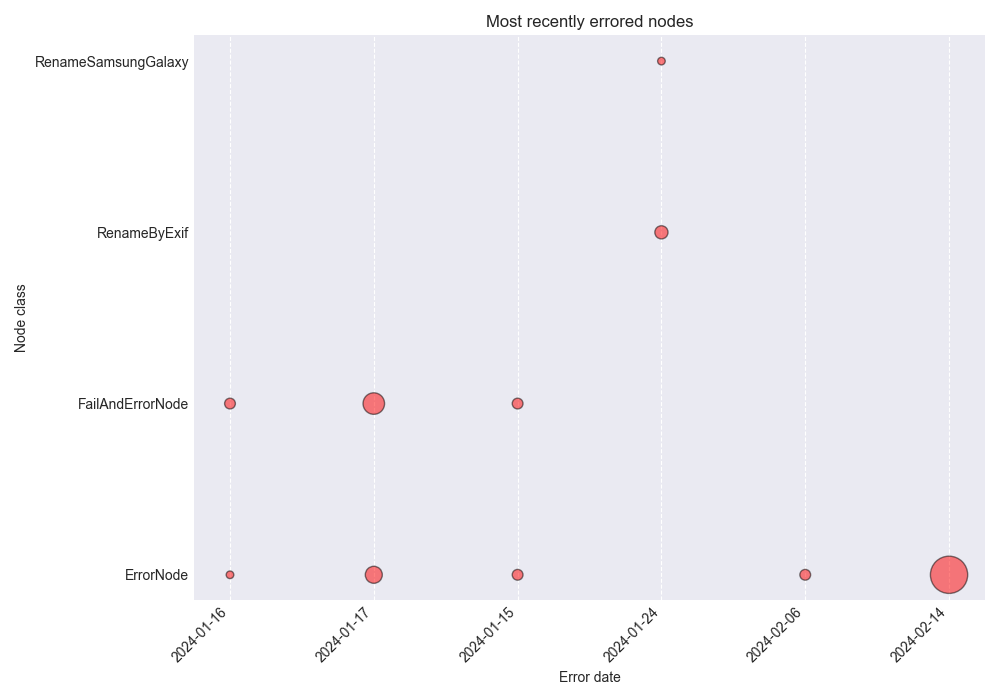 Most recently errored nodes
RenameSamsungGalaxy
RenameByExif
Node class
FailAndErrorNode
ErrorNode
2024-01-16
2024-01-17
2024-01-15
2024-01-24
2024-02-06
2024-02-14
Error date